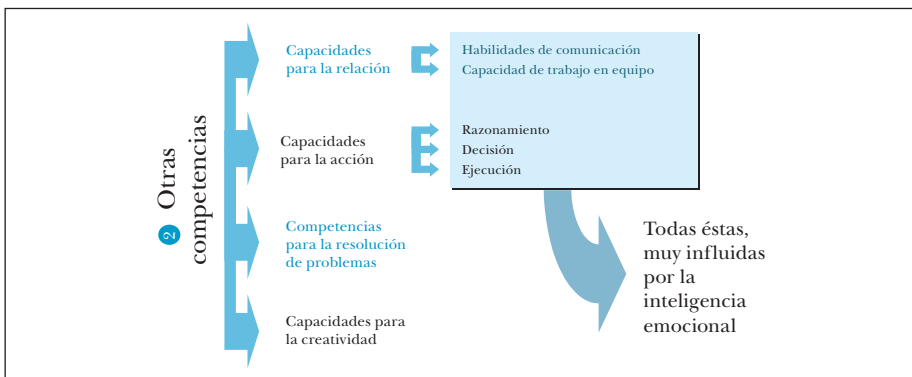 2 Otras
competencias
Capacidades
para la relación
Habilidades de comunicación
Capacidad de trabajo en equipo
Capacidades
para la acción
Razonamiento
Decisión
Ejecución
Competencias
para la resolución
de problemas
Capacidades para
la creatividad
Todas éstas,
muy influidas
por la
inteligencia
emocional